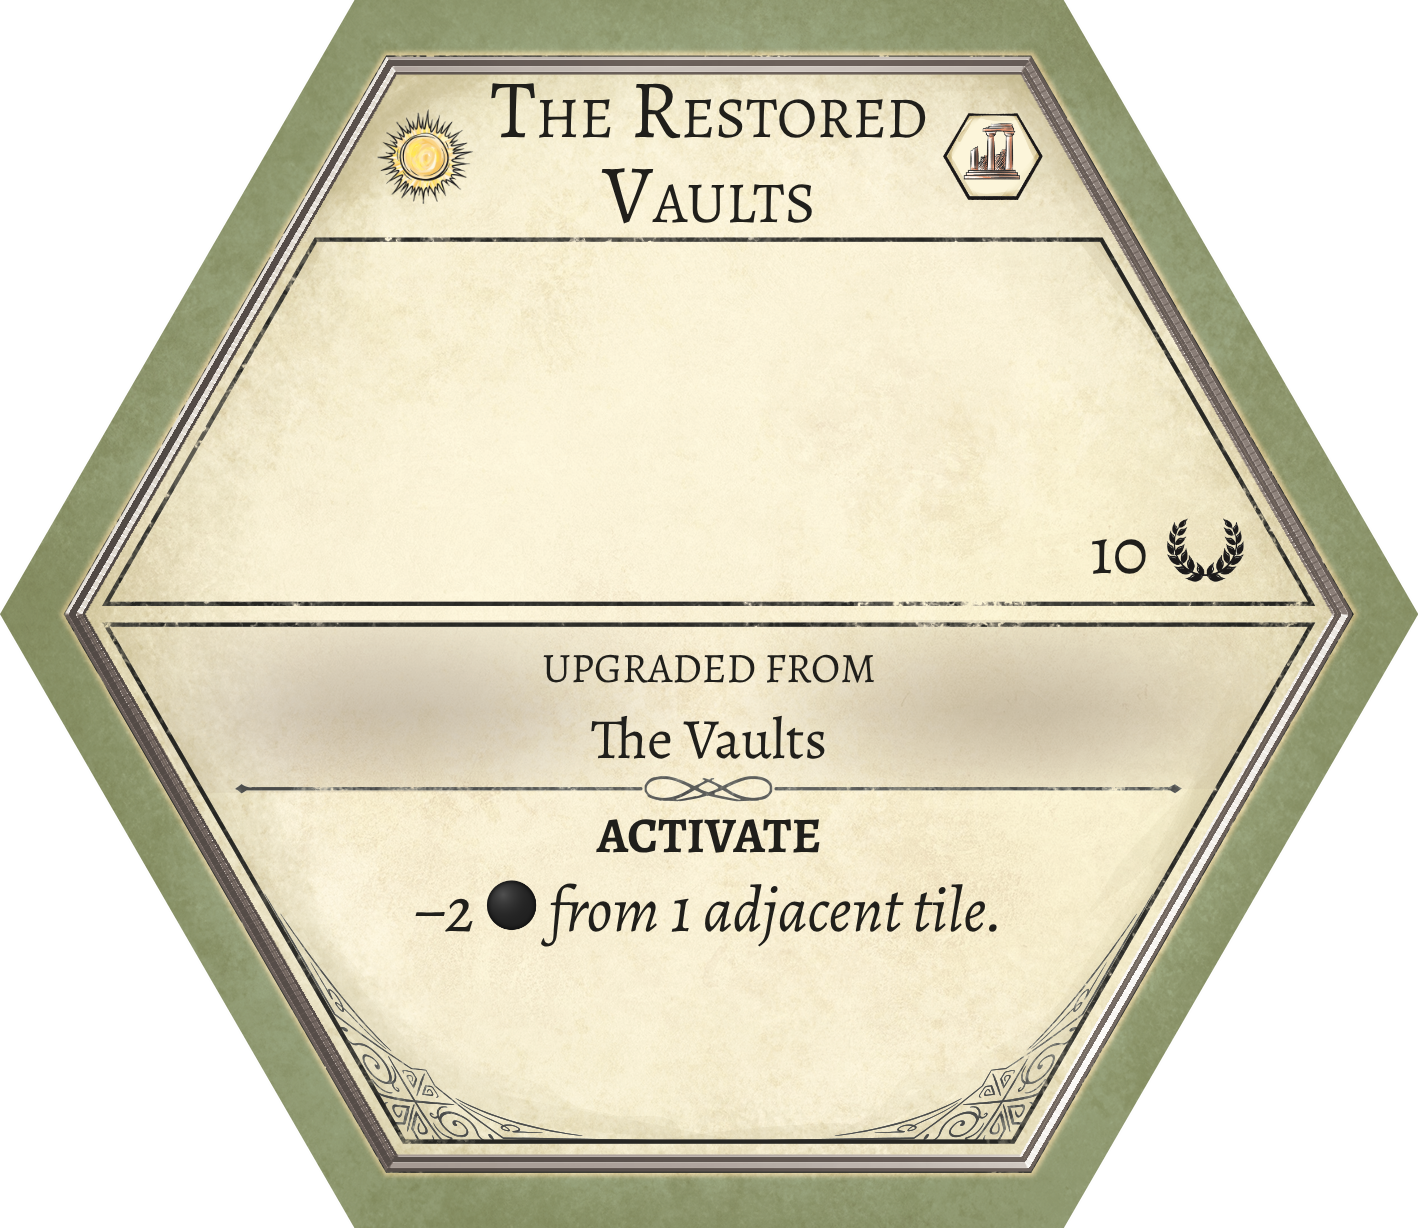 The Restored
Vaults
10
UPGRADED FROM
The Vaults
ACTIVATE
–2 from 1 adjacent tile.